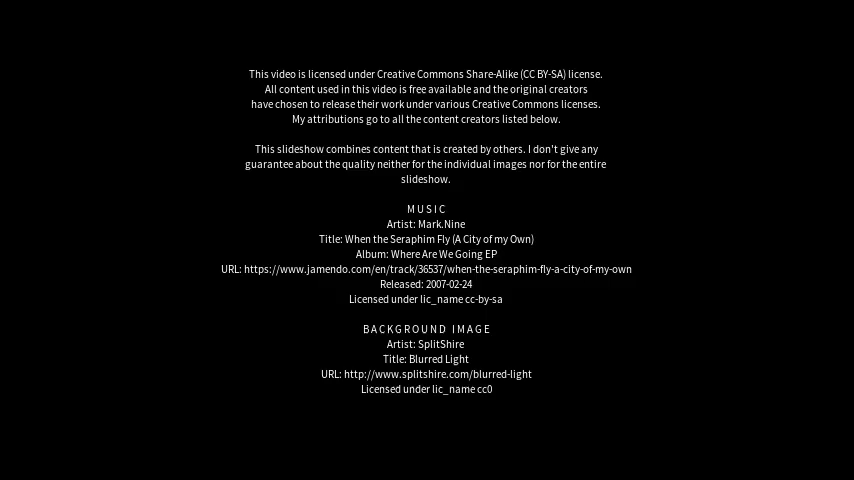 This video is licensed under Creative Commons Share-Alike (CC BY-SA) license.
All content used in this video is free available and the original creators
have chosen to release their work under various Creative Commons licenses.
My attributions go to all the content creators listed below.
This slideshow combines content that is created by others. I don't give any
guarantee about the quality neither for the individual images nor for the entire
slideshow.
MUSIC
Artist: Mark.Nine
Title: When the Seraphim Fly (A City of my Own)
Album: Where Are We Going EP
URL: https://www.jamendo.com/en/track/36537/when-the-seraphim-fly-a-city-of-my-own
Released: 2007-02-24
Licensed under lic_name cc-by-sa
BACKGROUND IMAGE
Artist: SplitShire
Title: Blurred Light
URL: http://www.splitshire.com/blurred-light
Licensed under lic_name cc0